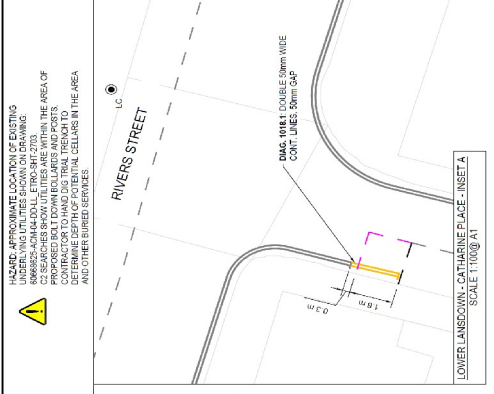 HAZARD: APPROXIMATE LOCATION OF EXISTING
UNDERLYING UTILITIES SHOWN ON DRAWING:
60668625-ACM-04-DD-LL_ETRO-SHT-2703.
C2 SEARCHES SHOW UTILITIES ARE WITHIN THE AREA OF
PROPOSED BOLT DOWN BOLLARDS AND POSTS.
CONTRACTOR TO HAND DIG TRIAL TRENCH TO
DETERMINE DEPTH OF POTENTIAL CELLARS IN THE AREA
AND OTHER BURIED SERVICES.
LC
RIVERS STREET
DIAG. 1018.1: DOUBLE 50mm WIDE
CONT. LINES, 50mm GAP
0.3 m
1.8 m
LOWER LANSDOWN - CATHARINE PLACE - INSET A
SCALE 1:100@ A1